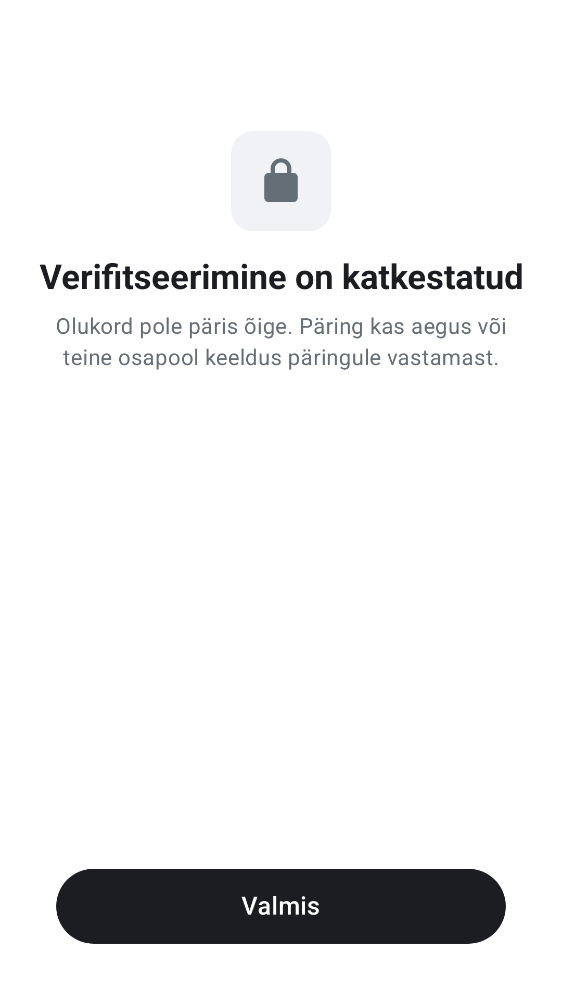 Verifitseerimine on katkestatud
Olukord pole päris õige. Päring kas aegus või
teine osapool keeldus päringule vastamast.
Valmis